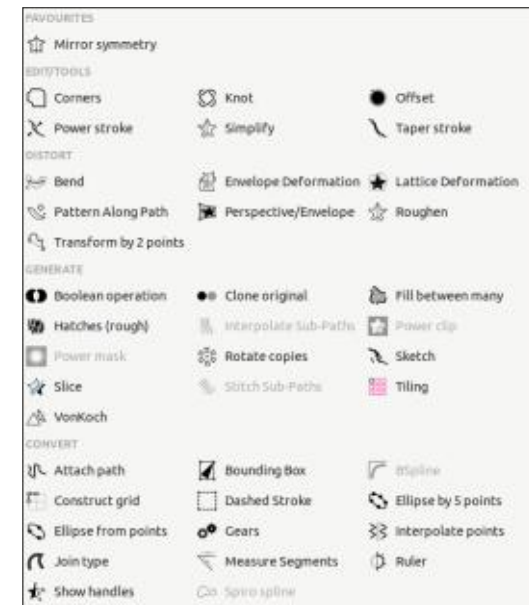 FAVOURITES
Mirror symmetry
EDIT/TOOLS
Corners Knot Offset
Power stroke Simplify Taper stroke
DISTORT
Bend Envelope Deformation Lattice Deformation
Pattern Along Path Perspective/Envelope Roughen
Transform by 2 points
GENERATE
Boolean operation Clone original Fill between many
Hatches (rough) Interpolate Sub-Paths Power clip
Power mask Rotate copies Sketch
Slice Stitch Sub-Paths Tiling
VonKoch
CONVERT
Attach path Bounding Box BSpline
Construct grid Dashed Stroke Ellipse by 5 points
Ellipse from points Gears Interpolate points
Join type Measure Segments Ruler
Show handles Spiro spline